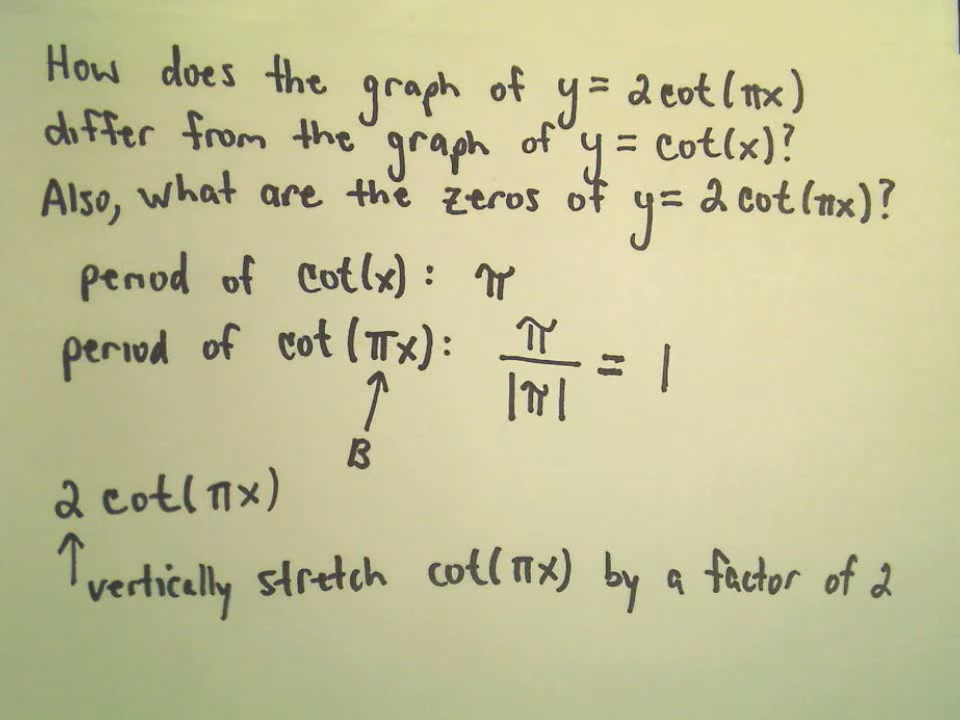 How does the graph of y = 2cot(πx)
differ from the graph of y = cot(x)?
Also, what are the zeros of y = 2cot(πx)?
period of cot(x): π
period of cot(πx): π/|π| = 1
B
2 cot(πx)
vertically stretch cot(πx) by a factor of 2